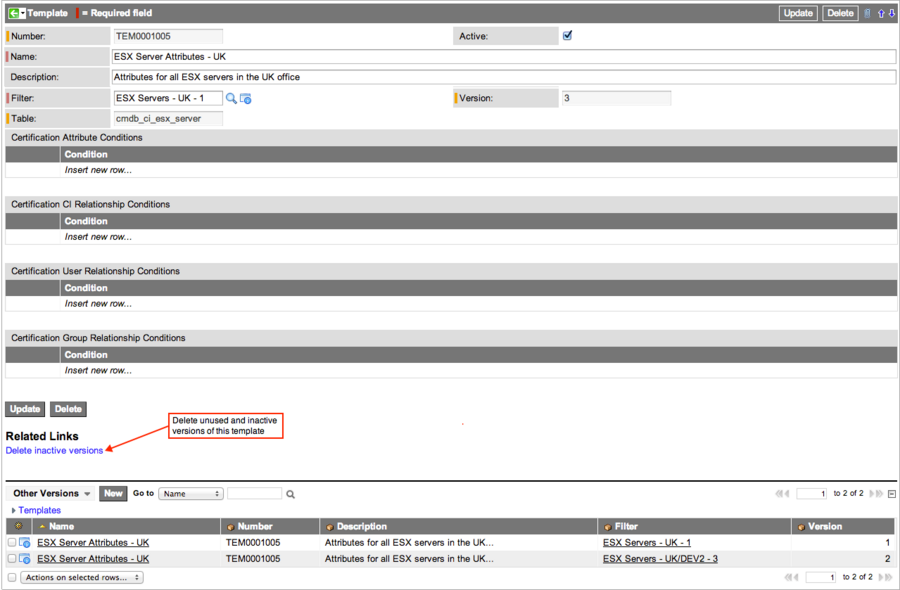 Template = Required field Update Delete
Number: TEM0001005 Active:
Name: ESX Server Attributes - UK
Description: Attributes for all ESX servers in the UK office
Filter: ESX Servers - UK - 1 Version: 3
Table: cmdb_ci_esx_server
Certification Attribute Conditions
Condition
Insert new row...
Certification CI Relationship Conditions
Condition
Insert new row...
Certification User Relationship Conditions
Condition
Insert new row...
Certification Group Relationship Conditions
Condition
Insert new row...
Update Delete
Delete unused and inactive
versions of this template
Related Links
Delete inactive versions
Other Versions New Go to Name 1 to 2 of 2
Templates
Name Number Description Filter Version
ESX Server Attributes - UK TEM0001005 Attributes for all ESX servers in the UK... ESX Servers - UK - 1 1
ESX Server Attributes - UK TEM0001005 Attributes for all ESX servers in the UK... ESX Servers - UK/DEV2 - 3 2
Actions on selected rows... 1 to 2 of 2